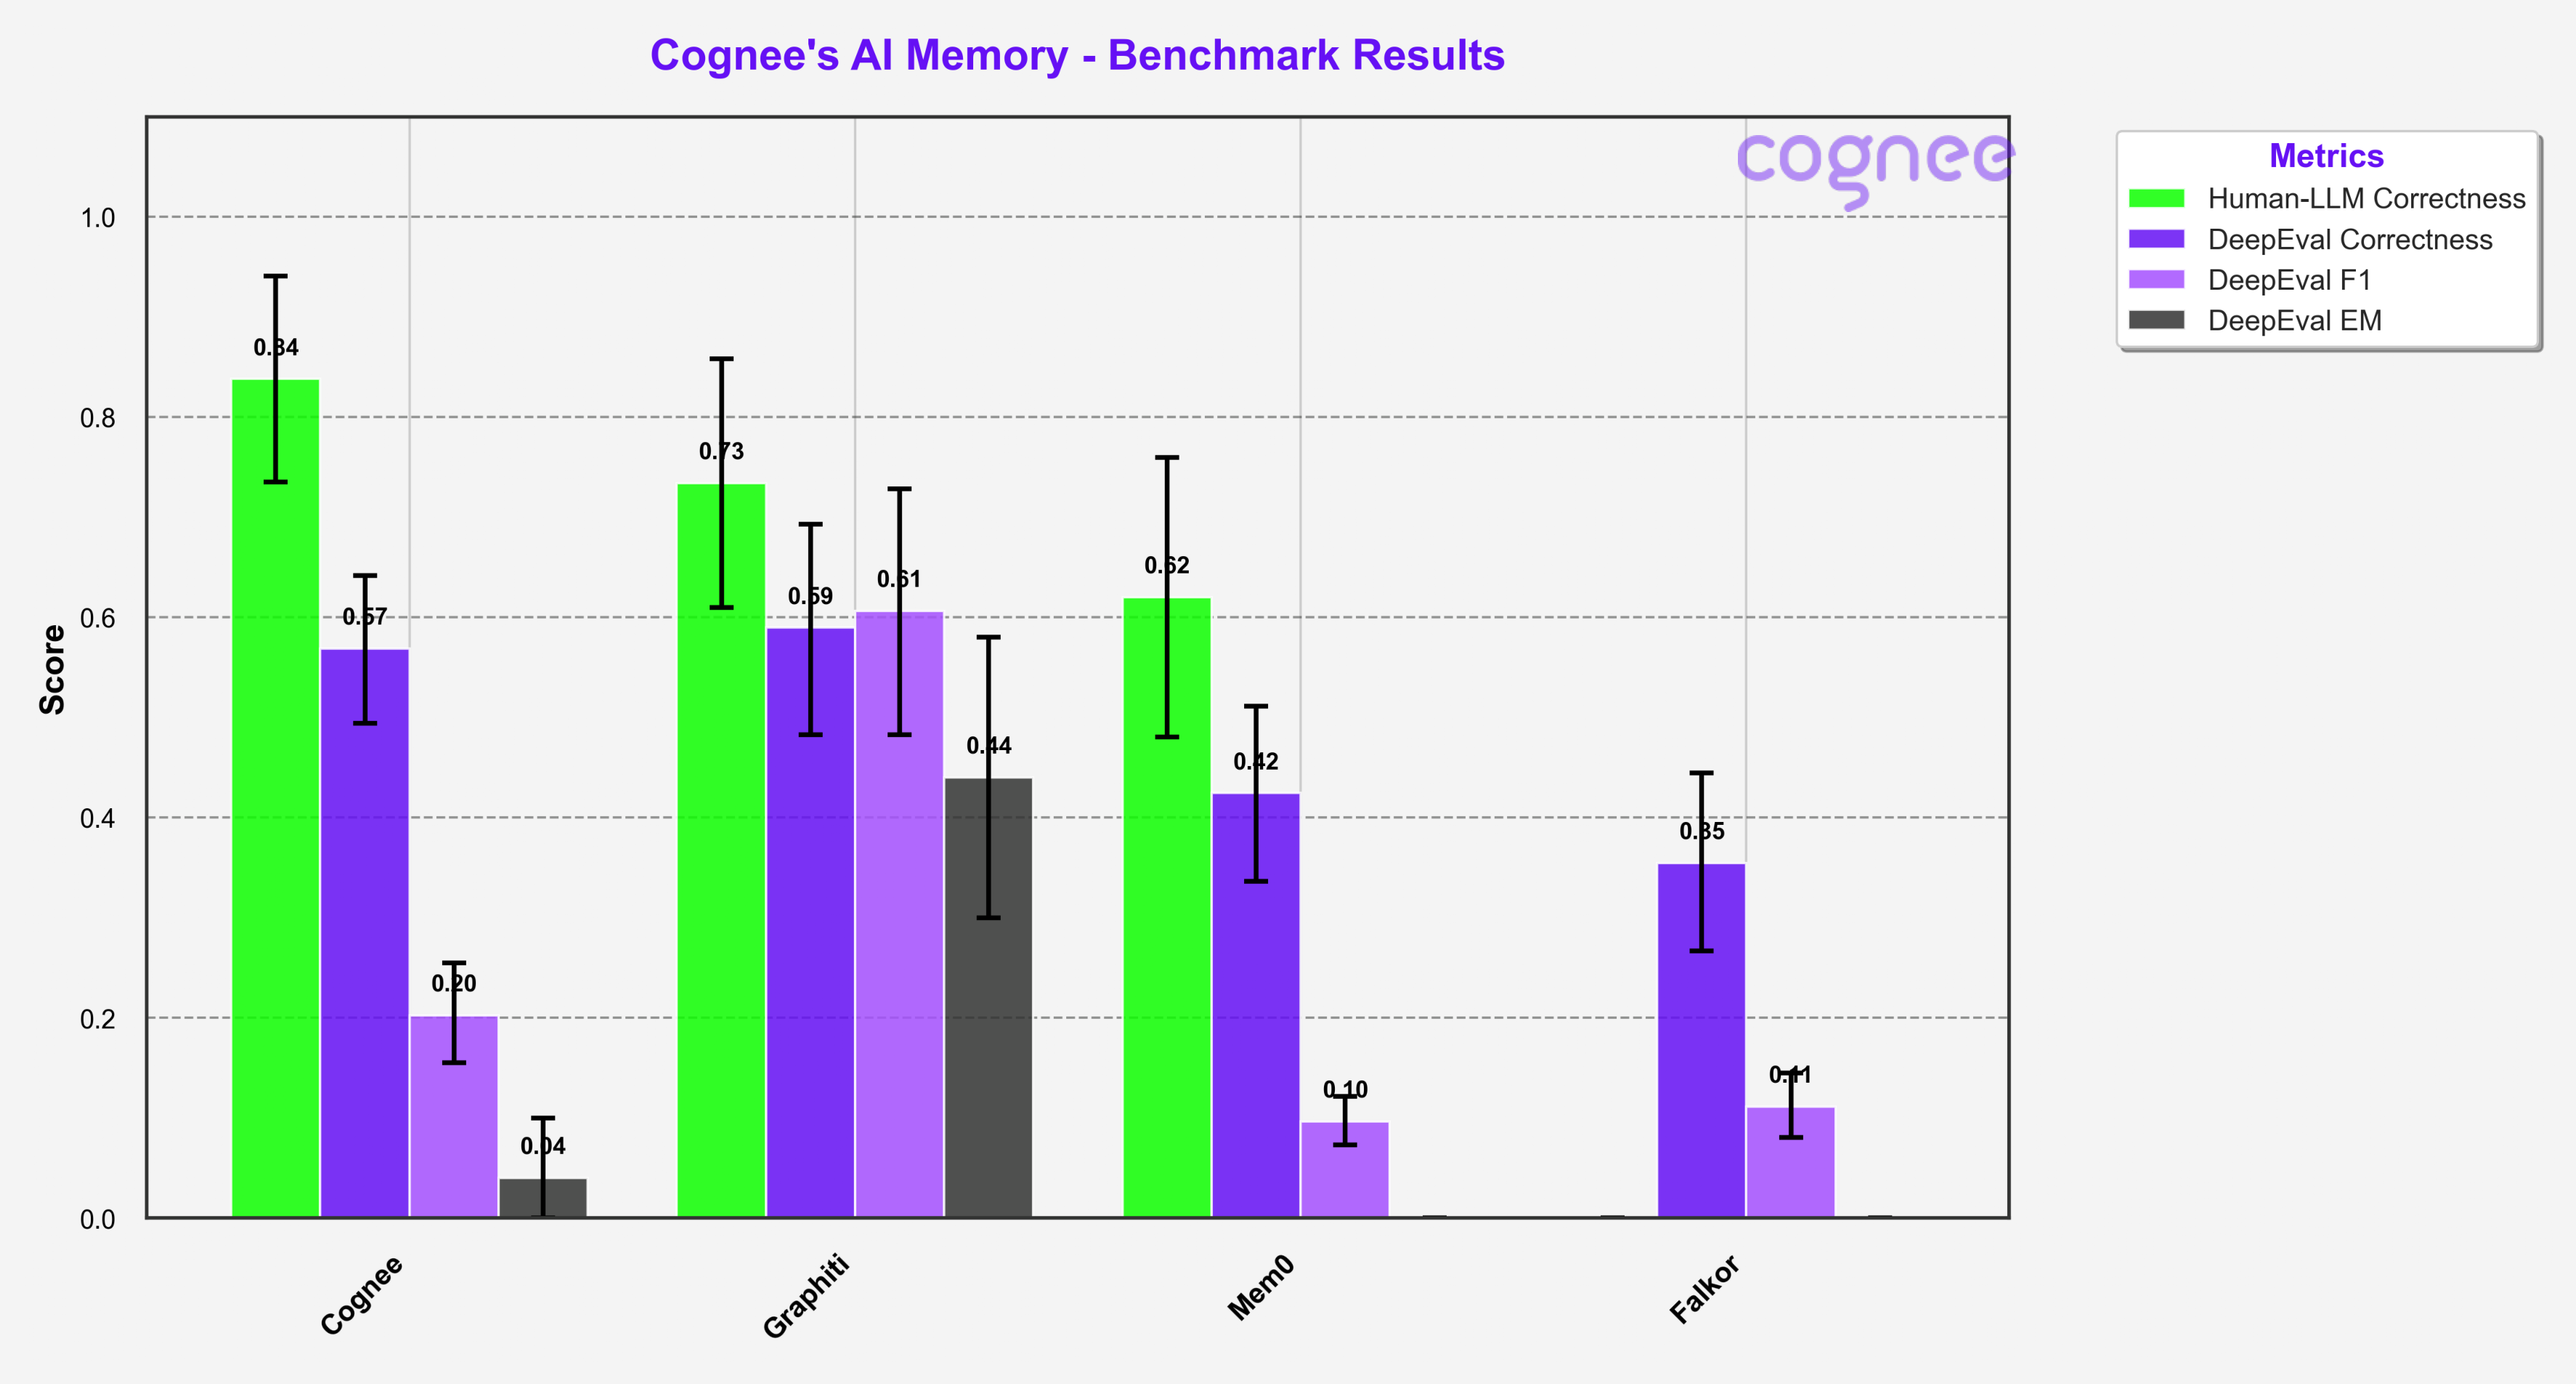 Cognee's AI Memory - Benchmark Results
cognee
Metrics
Human-LLM Correctness
DeepEval Correctness
DeepEval F1
DeepEval EM
Score
1.0
0.8
0.6
0.4
0.2
0.0
0.84
0.57
0.20
0.04
0.73
0.59
0.61
0.44
0.62
0.42
0.10
0.35
0.11
Cognee
Graphiti
Mem0
Falkor